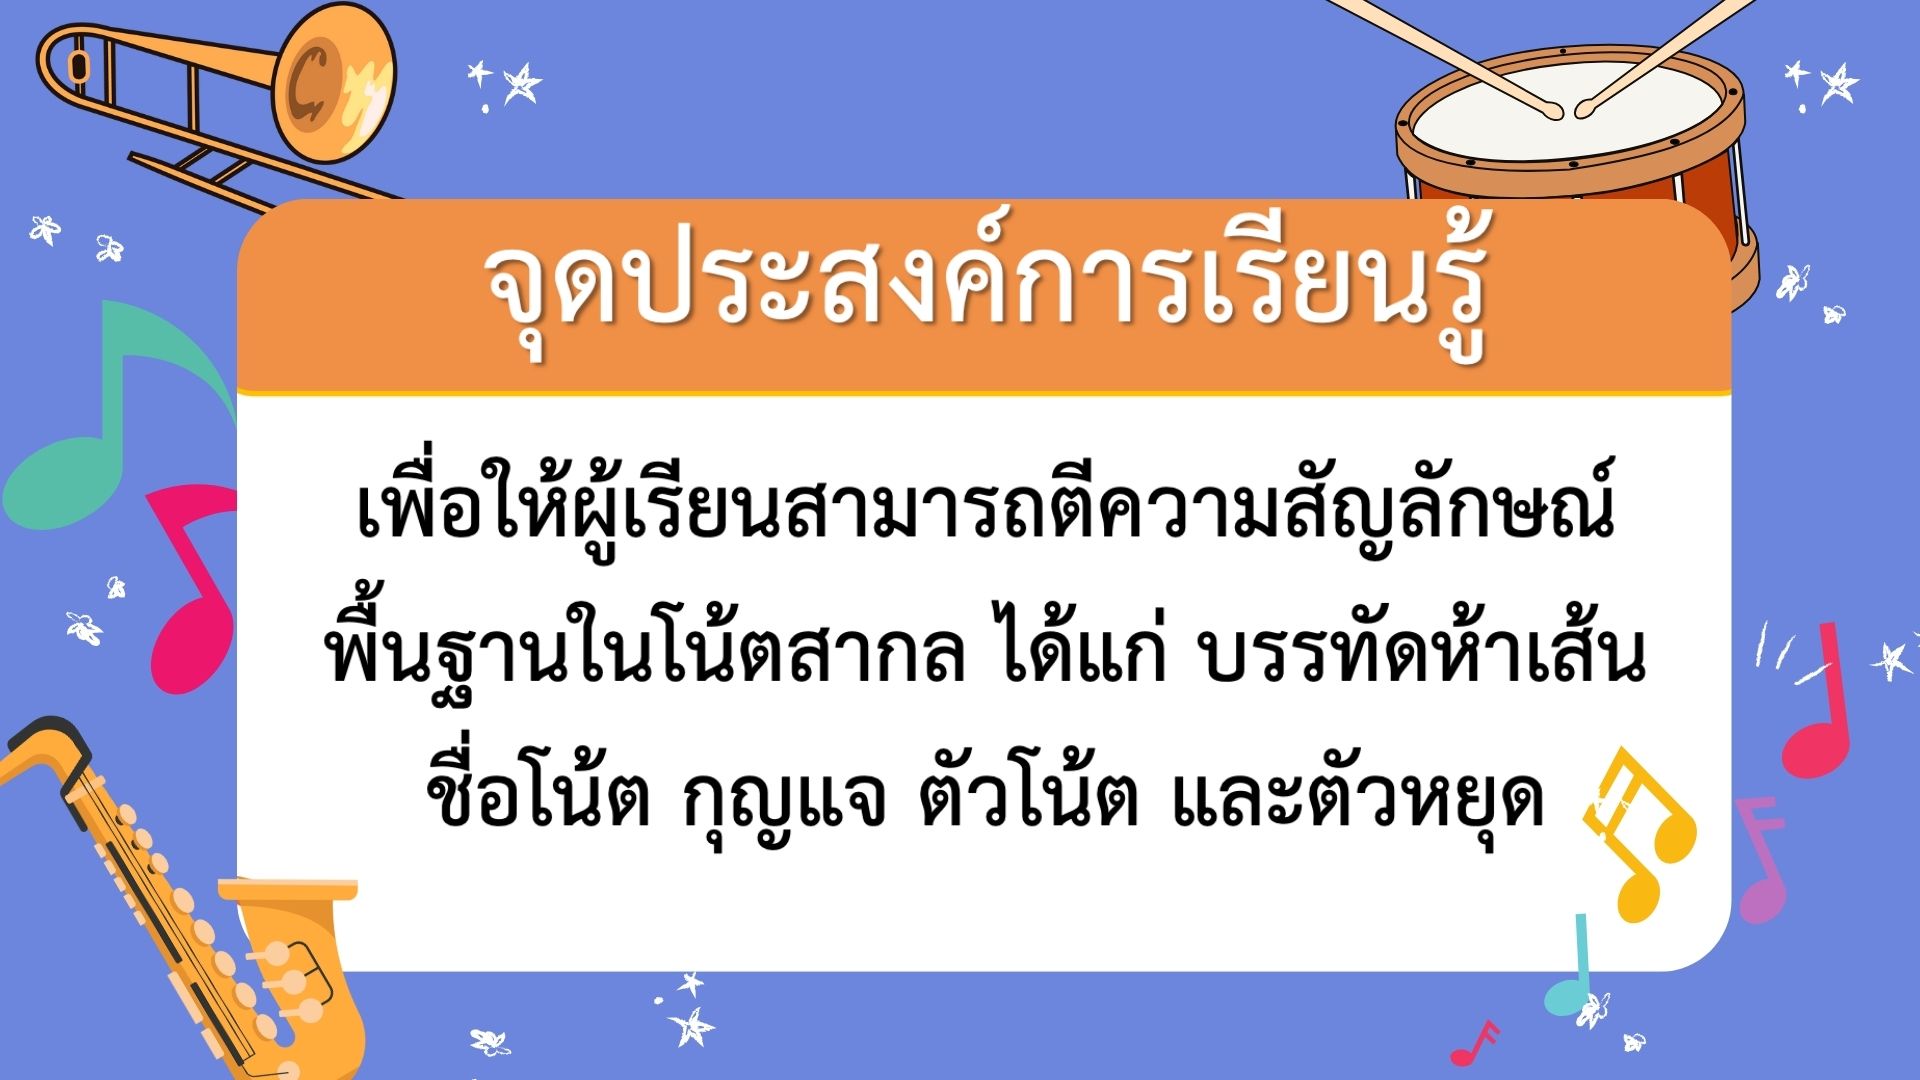 จุดประสงค์การเรียนรู้
เพื่อให้ผู้เรียนสามารถตีความสัญลักษณ์
พื้นฐานในโน้ตสากล ได้แก่ บรรทัดห้าเส้น
ชื่อโน้ต กุญแจ ตัวโน้ต และตัวหยุด